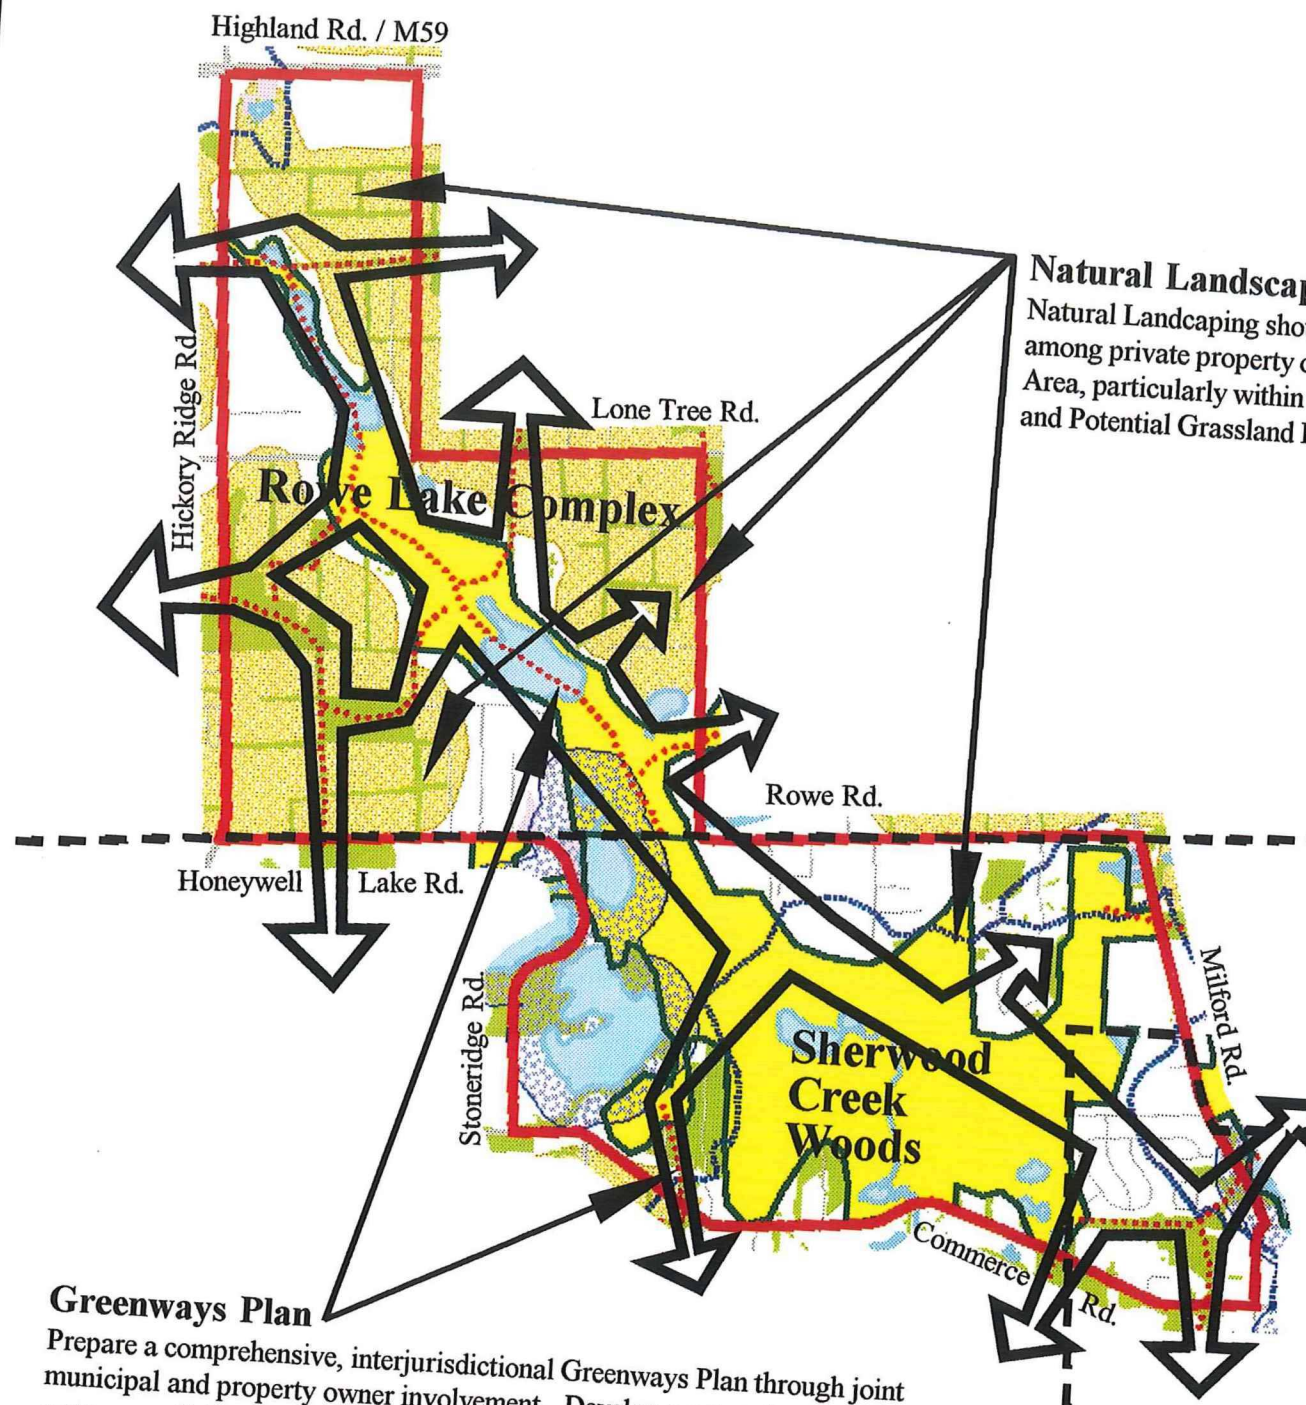 Highland Rd. / M59
Natural
Natural Landcaping
among private property
Area, particularly within
and Potential Grassland
Hickory Ridge Rd.
Lone Tree Rd.
Rowe Lake Complex
Rowe Rd.
Honeywell Lake Rd.
Stoneridge Rd.
Milford Rd.
Sherwood
Creek
Woods
Commerce Rd.
Greenways Plan
Prepare a comprehensive, interjurisdictional Greenways Plan through joint
municipal and property owner involvement.